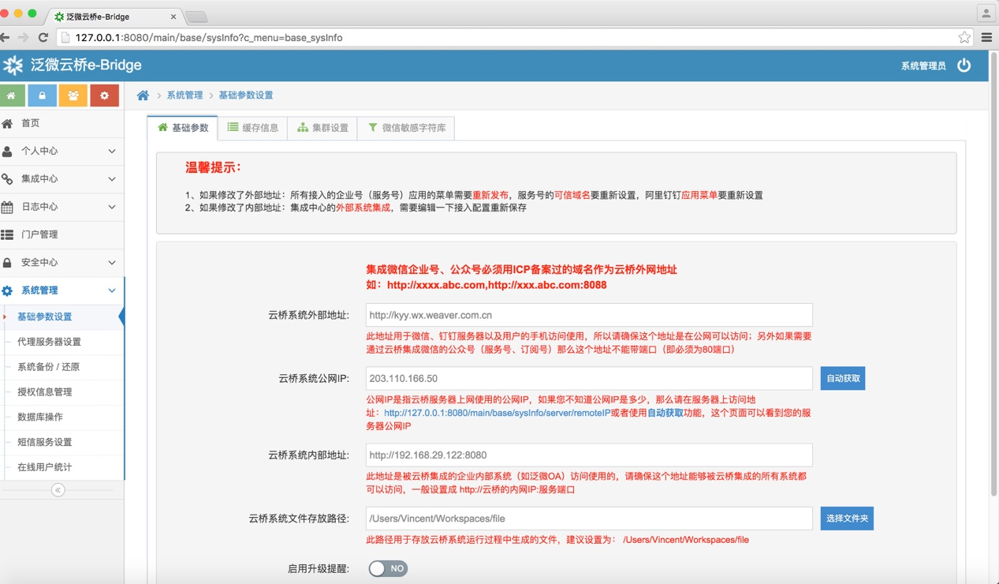 泛微云桥e-Bridge
127.0.0.1:8080/main/base/sysInfo?c_menu=base_sysInfo
泛微云桥e-Bridge
系统管理员
系统管理 > 基础参数设置
首页
个人中心
集成中心
日志中心
门户管理
安全中心
系统管理
基础参数设置
代理服务器设置
系统备份 / 还原
授权信息管理
数据库操作
短信服务设置
在线用户统计
基础参数
缓存信息
集群设置
微信敏感字符库
温馨提示：
1、如果修改了外部地址：所有接入的企业号（服务号）应用的菜单需要重新发布，服务号的可信域名要重新设置，阿里钉钉应用菜单要重新设置
2、如果修改了内部地址：集成中心的外部系统集成，需要编辑一下接入配置重新保存
集成微信企业号、公众号必须用ICP备案过的域名作为云桥外网地址
如：http://xxxx.abc.com,http://xxx.abc.com:8088
云桥系统外部地址:
http://kyy.wx.weaver.com.cn
此地址用于微信、钉钉服务器以及用户的手机访问使用，所以请确保这个地址是在公网可以访问；另外如果需要
通过云桥集成微信的公众号（服务号、订阅号）那么这个地址不能带端口（即必须为80端口）
云桥系统公网IP:
203.110.166.50
自动获取
公网IP是指云桥服务器上网使用的公网IP，如果您不知道公网IP是多少，那么请在服务器上访问地
址：http://127.0.0.1:8080/main/base/sysInfo/server/remoteIP或者使用自动获取功能，这个页面可以看到您的服
务器公网IP
云桥系统内部地址:
http://192.168.29.122:8080
此地址是被云桥集成的企业内部系统（如泛微OA）访问使用的，请确保这个地址能够被云桥集成的所有系统都
可以访问，一般设置成 http://云桥的内网IP:服务端口
云桥系统文件存放路径:
/Users/Vincent/Workspaces/file
选择文件夹
此路径用于存放云桥系统运行过程中生成的文件，建议设置为： /Users/Vincent/Workspaces/file
启用升级提醒:
NO